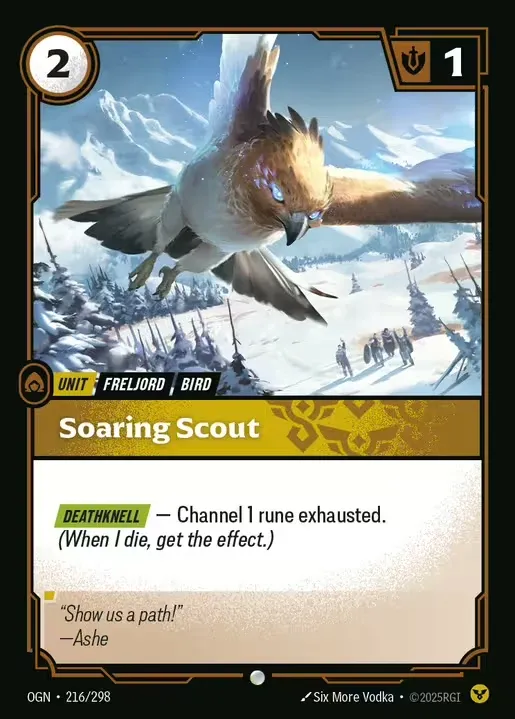 2
1
UNIT FRELJORD BIRD
Soaring Scout
DEATHKNELL — Channel 1 rune exhausted.
(When I die, get the effect.)
“Show us a path!”
—Ashe
OGN • 216/298 Six More Vodka • ©2025RGI